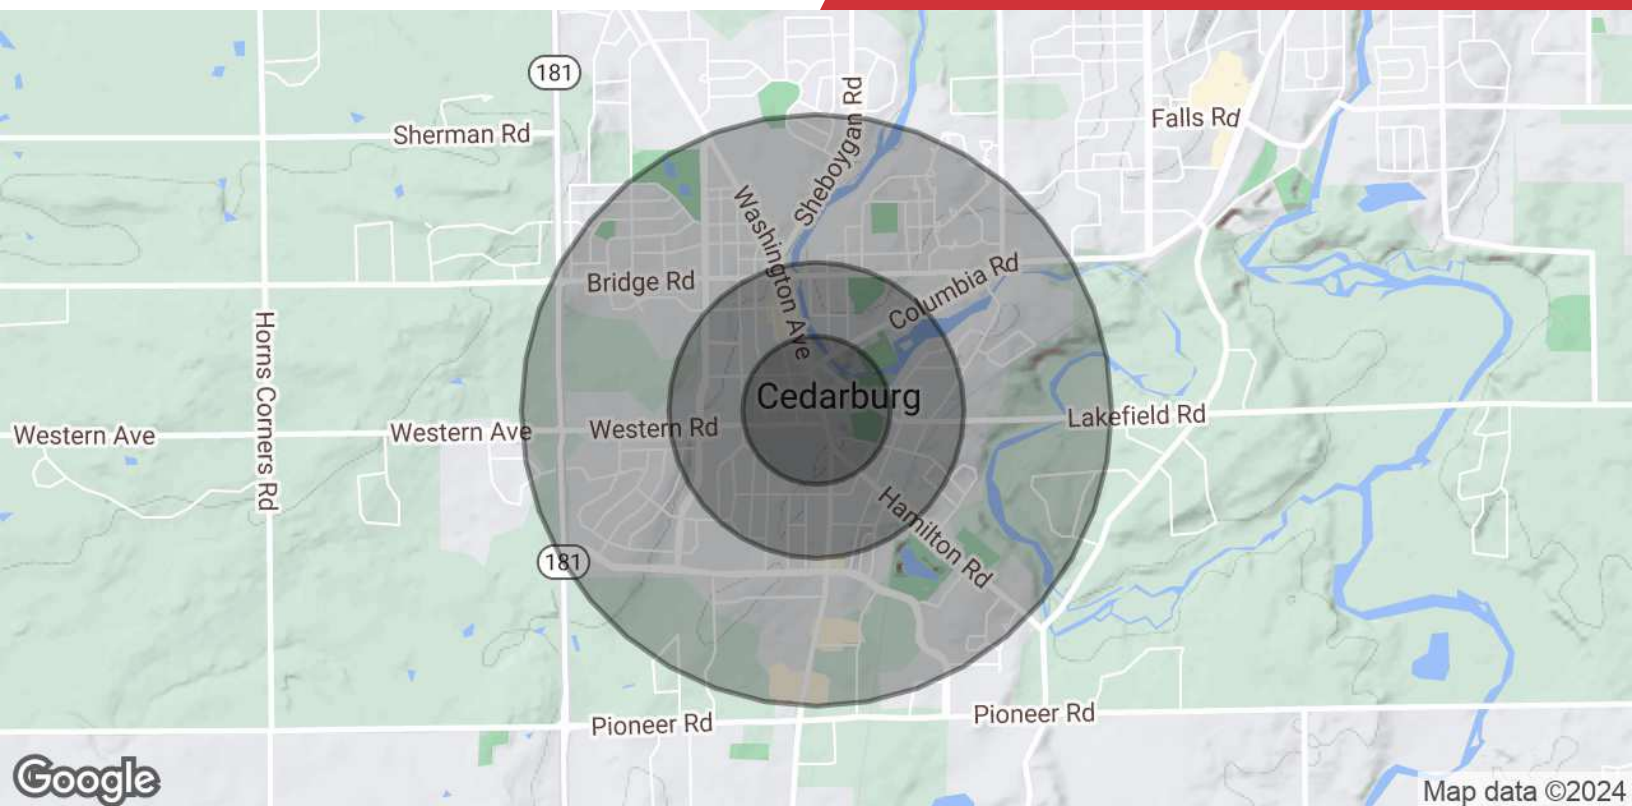 181
Sherman Rd
Sheboygan Rd
Falls Rd
Washington Ave
Bridge Rd
Columbia Rd
Horns Corners Rd
Cedarburg
Western Ave
Western Ave
Western Rd
Lakefield Rd
Hamilton Rd
181
Pioneer Rd
Pioneer Rd
Google
Map data ©2024